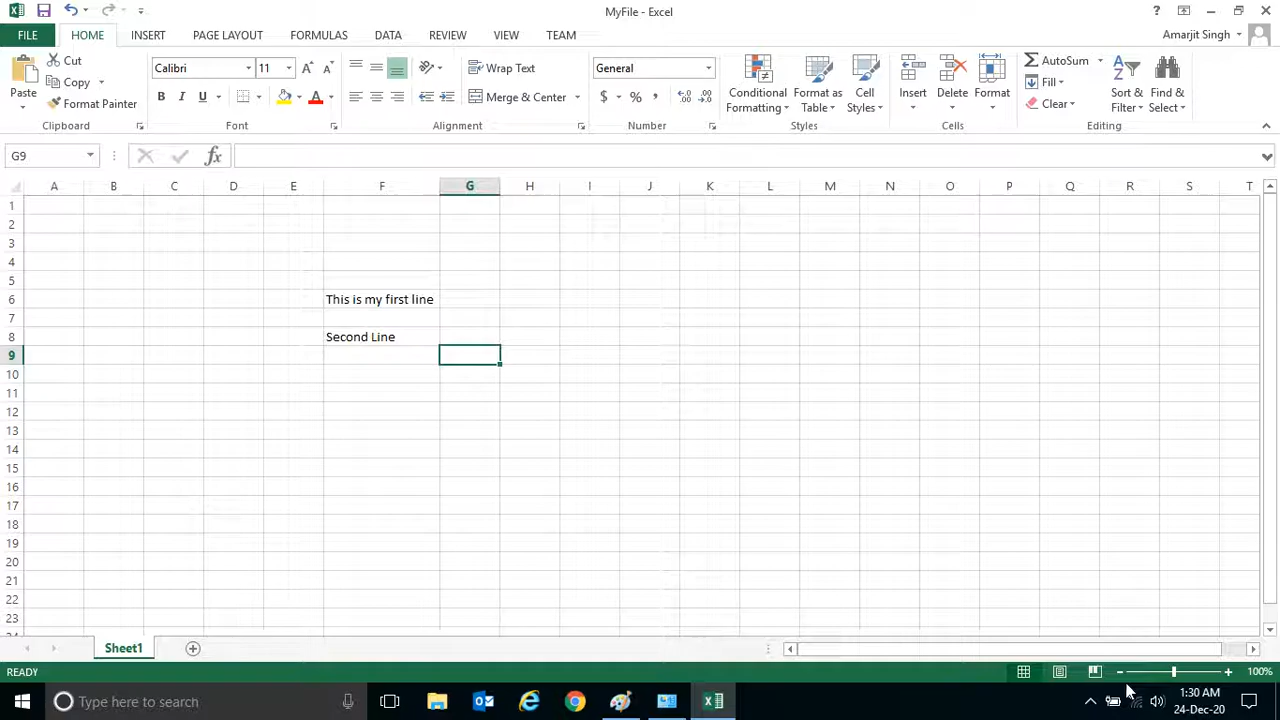 MyFile - Excel
?
FILE HOME INSERT PAGE LAYOUT FORMULAS DATA REVIEW VIEW TEAM Amarjit Singh
Paste
Cut
Copy
Format Painter
Clipboard
Calibri 11
B I U
Font
Wrap Text
Merge & Center
Alignment
General
$ % ,
Number
Conditional Formatting
Format as Table
Cell Styles
Styles
Insert
Delete
Format
Cells
AutoSum
Fill
Clear
Sort & Filter
Find & Select
Editing
G9 fx
A B C D E F G H I J K L M N O P Q R S T
1
2
3
4
5
6 This is my first line
7
8 Second Line
9
10
11
12
13
14
15
16
17
18
19
20
21
22
23
Sheet1
READY 100%
Type here to search
1:30 AM
24-Dec-20